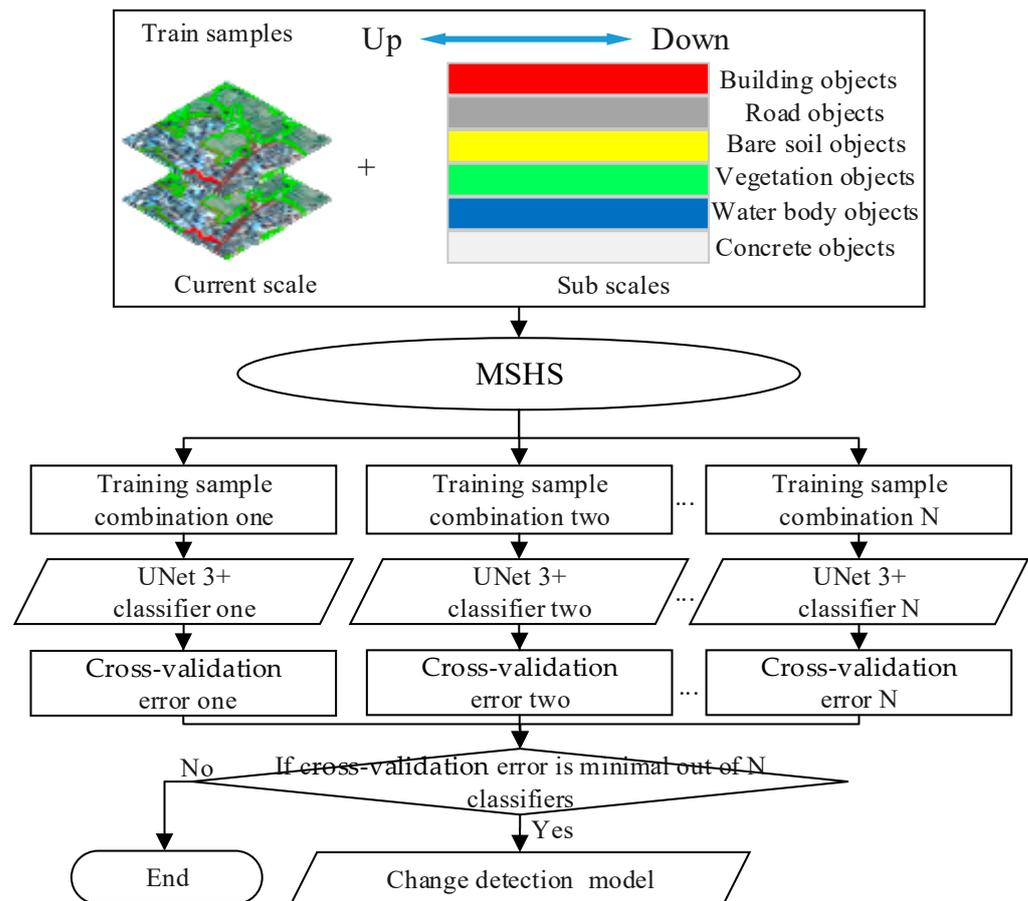 Train samples
Up
Down
Building objects
Road objects
Bare soil objects
Vegetation objects
Water body objects
Concrete objects
+
Current scale
Sub scales
MSHS
Training sample
combination one
Training sample
combination two
...
Training sample
combination N
UNet 3+
classifier one
UNet 3+
classifier two
...
UNet 3+
classifier N
Cross-validation
error one
Cross-validation
error two
...
Cross-validation
error N
No
If cross-validation error is minimal out of N
classifiers
Yes
End
Change detection model